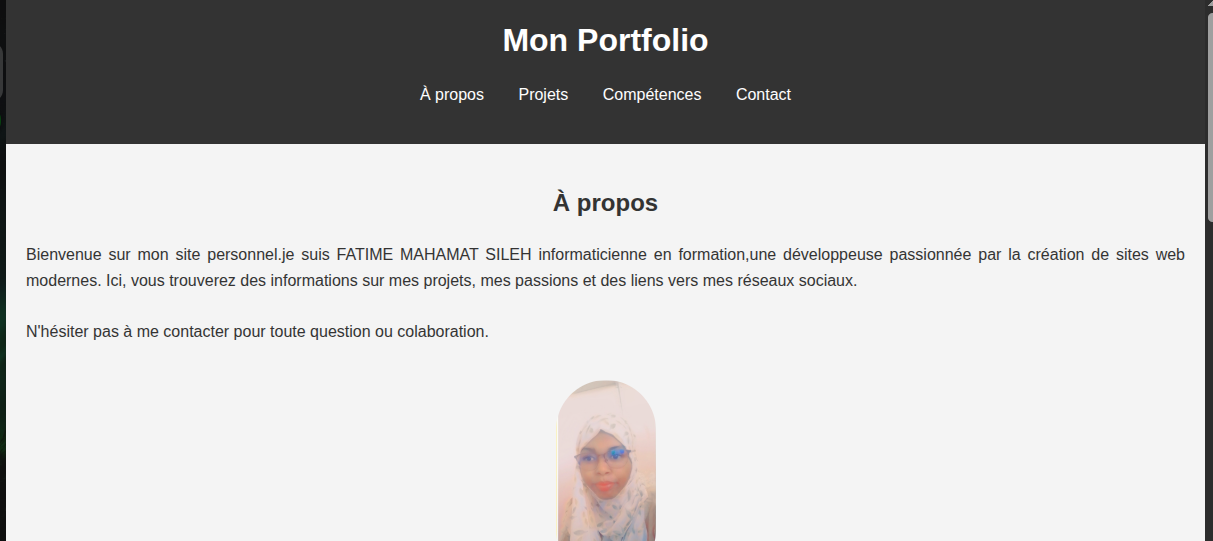 Mon Portfolio
À propos Projets Compétences Contact
À propos
Bienvenue sur mon site personnel.je suis FATIME MAHAMAT SILEH informaticienne en formation,une développeuse passionnée par la création de sites web
modernes. Ici, vous trouverez des informations sur mes projets, mes passions et des liens vers mes réseaux sociaux.
N'hésiter pas à me contacter pour toute question ou colaboration.